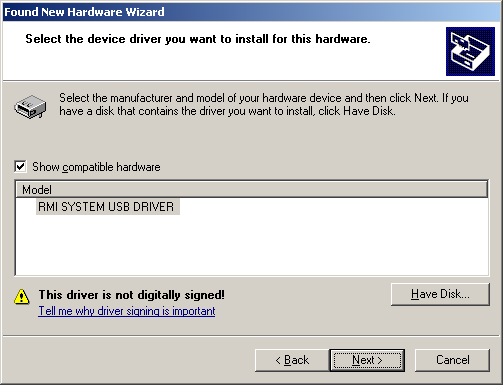 Found New Hardware Wizard
Select the device driver you want to install for this hardware.
Select the manufacturer and model of your hardware device and then click Next. If you
have a disk that contains the driver you want to install, click Have Disk.
Show compatible hardware
Model
RMI SYSTEM USB DRIVER
This driver is not digitally signed!
Tell me why driver signing is important
Have Disk...
< Back
Next >
Cancel